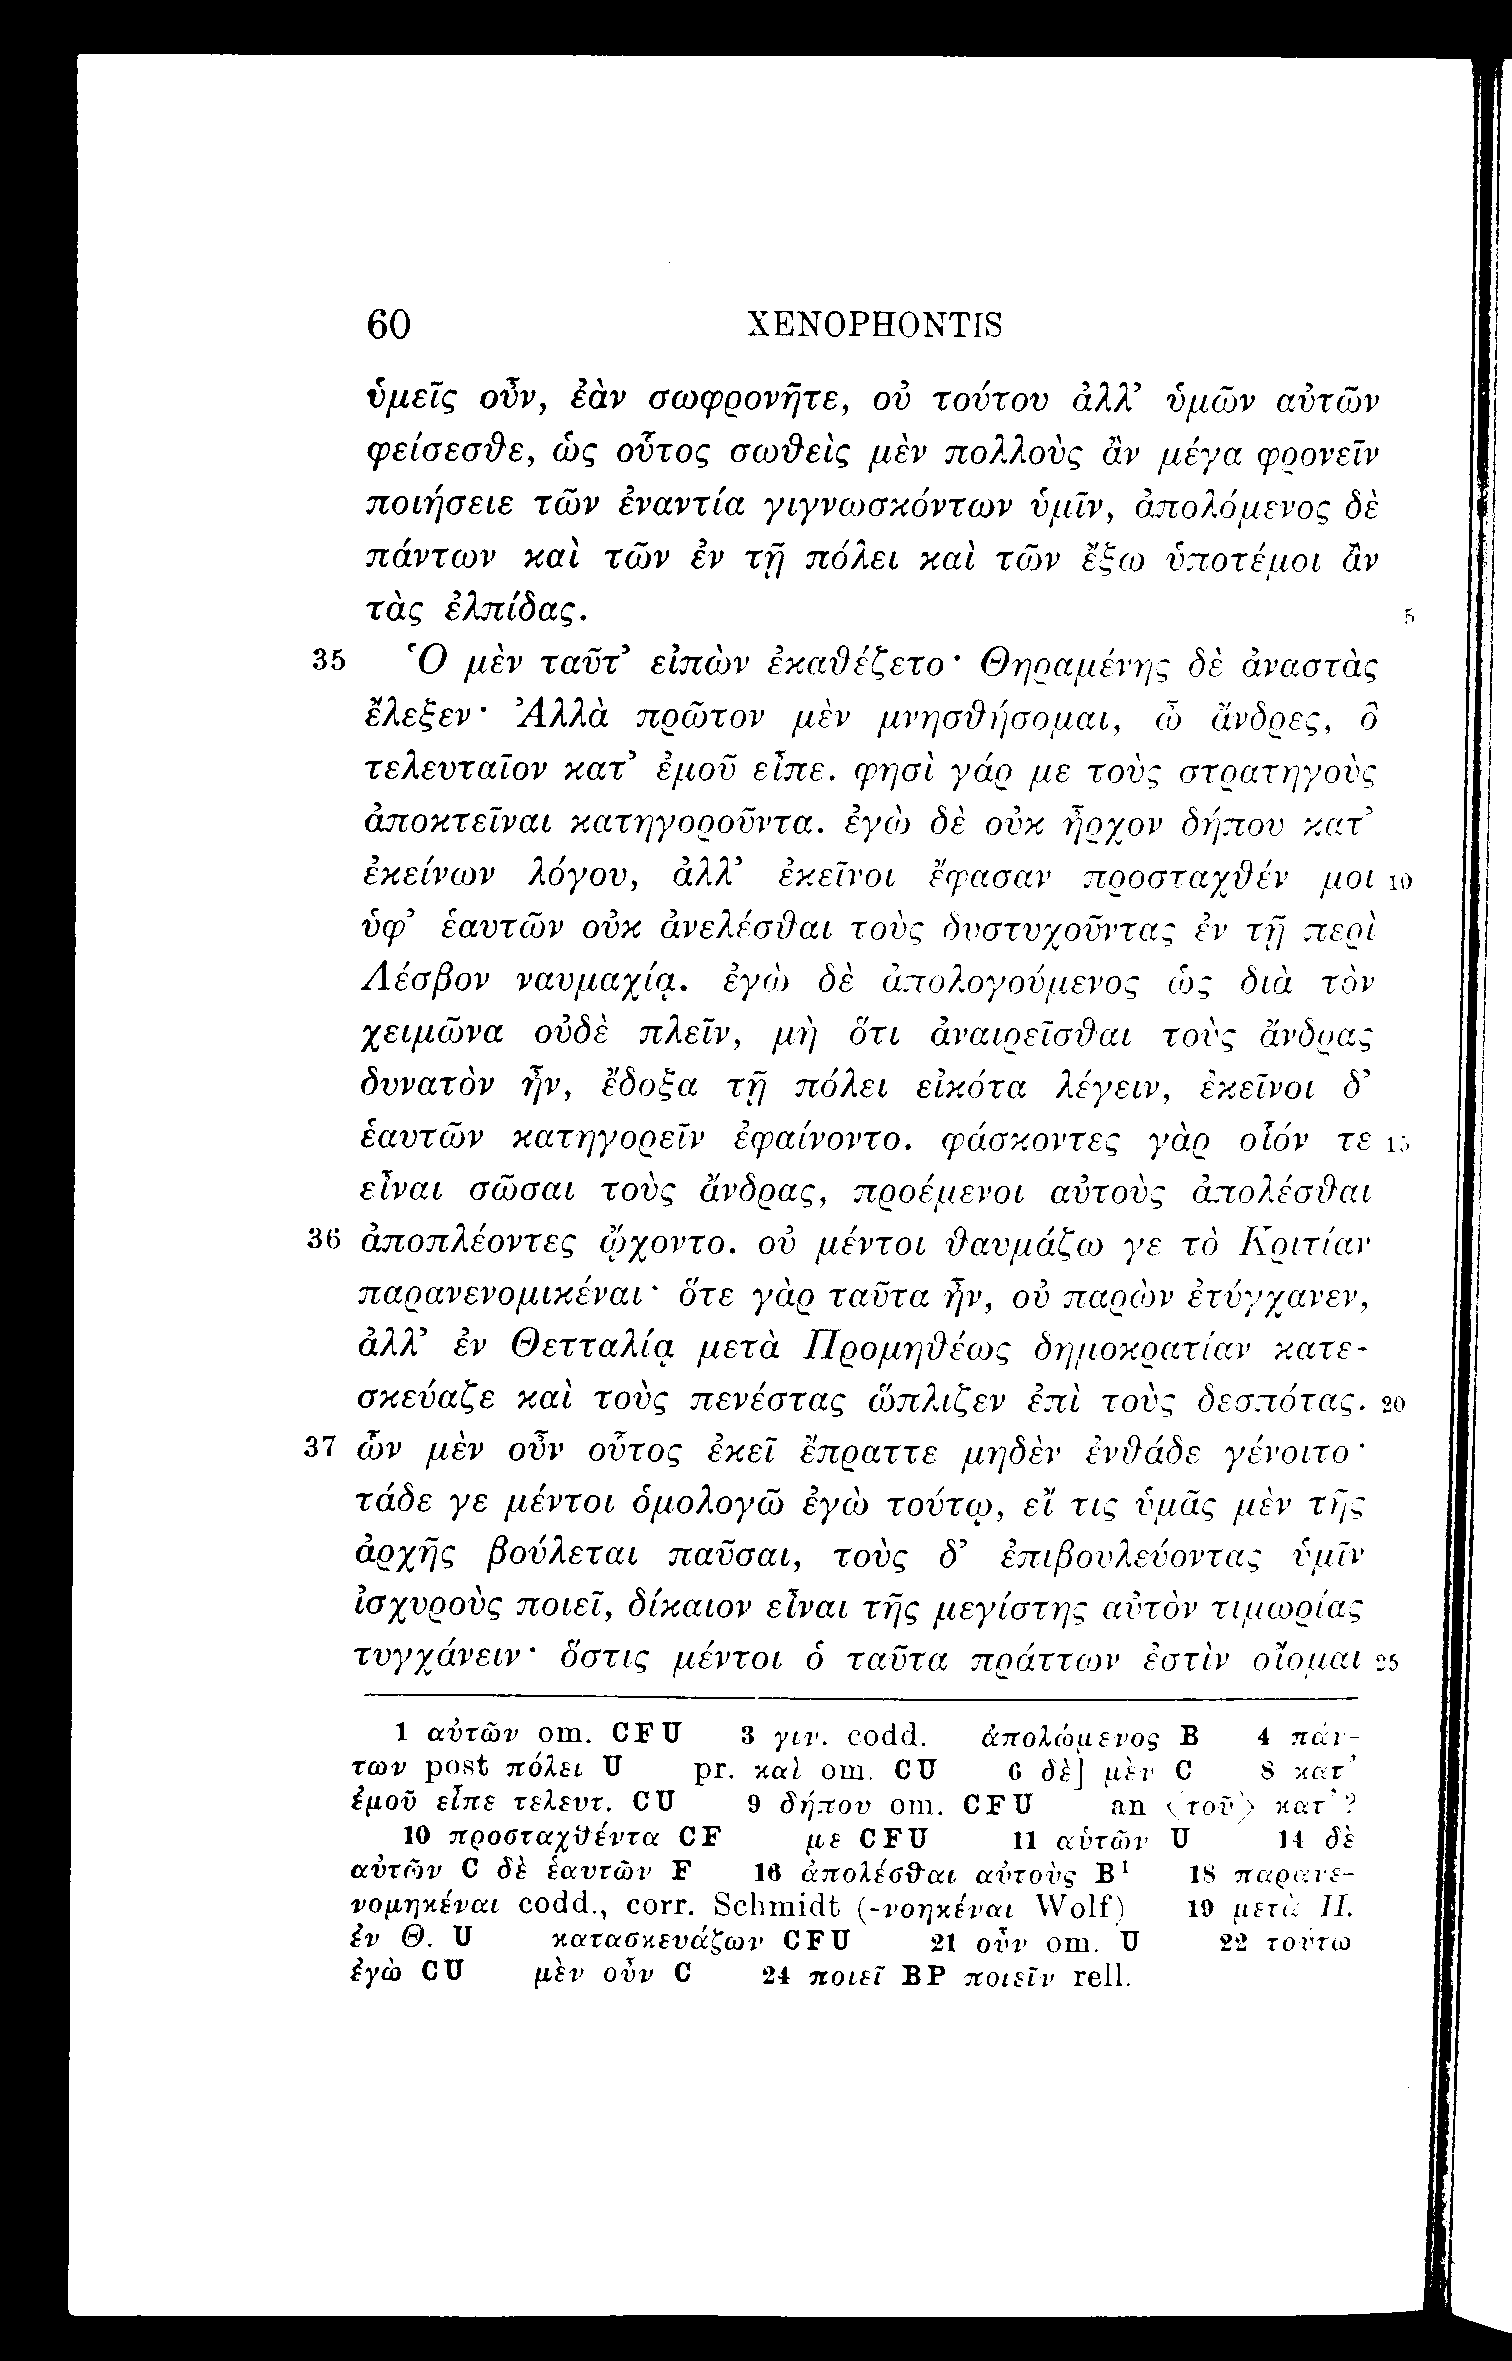 60 XENOPHONTIS
ὑμεῖς οὖν, ἐὰν σωφρονῆτε, οὐ τούτου ἀλλ’ ὑμῶν αὐτῶν
φείσεσθε, ὡς οὗτος σωθεὶς μὲν πολλοὺς ἂν μέγα φρονεῖν
ποιήσειε τῶν ἐναντία γιγνωσκόντων ὑμῖν, ἀπολόμενος δὲ
πάντων καὶ τῶν ἐν τῇ πόλει καὶ τῶν ἔξω ὑποτέμοι ἂν
τὰς ἐλπίδας. 5
35 Ὁ μὲν ταῦτ’ εἰπὼν ἐκαθέζετο· Θηραμένης δὲ ἀναστὰς
ἔλεξεν· Ἀλλὰ πρῶτον μὲν μνησθήσομαι, ὦ ἄνδρες, ὃ
τελευταῖον κατ’ ἐμοῦ εἶπε. φησὶ γάρ με τοὺς στρατηγοὺς
ἀποκτεῖναι κατηγοροῦντα. ἐγὼ δὲ οὐκ ἦρχον δήπου κατ’
ἐκείνων λόγου, ἀλλ’ ἐκεῖνοι ἔφασαν προσταχθέν μοι 10
ὑφ’ ἑαυτῶν οὐκ ἀνελέσθαι τοὺς δυστυχοῦντας ἐν τῇ περὶ
Λέσβον ναυμαχίᾳ. ἐγὼ δὲ ἀπολογούμενος ὡς διὰ τὸν
χειμῶνα οὐδὲ πλεῖν, μὴ ὅτι ἀναιρεῖσθαι τοὺς ἄνδρας
δυνατὸν ἦν, ἔδοξα τῇ πόλει εἰκότα λέγειν, ἐκεῖνοι δ’
ἑαυτῶν κατηγορεῖν ἐφαίνοντο. φάσκοντες γὰρ οἷόν τε 15
εἶναι σῶσαι τοὺς ἄνδρας, προέμενοι αὐτοὺς ἀπολέσθαι
36 ἀποπλέοντες ᾤχοντο. οὐ μέντοι θαυμάζω γε τὸ Κριτίαν
παρανενομικέναι· ὅτε γὰρ ταῦτα ἦν, οὐ παρὼν ἐτύγχανεν,
ἀλλ’ ἐν Θετταλίᾳ μετὰ Προμηθέως δημοκρατίαν κατε-
σκεύαζε καὶ τοὺς πενέστας ὥπλιζεν ἐπὶ τοὺς δεσπότας. 20
37 ὧν μὲν οὖν οὗτος ἐκεῖ ἔπραττε μηδὲν ἐνθάδε γένοιτο·
τάδε γε μέντοι ὁμολογῶ ἐγὼ τούτῳ, εἴ τις ὑμᾶς μὲν τῆς
ἀρχῆς βούλεται παῦσαι, τοὺς δ’ ἐπιβουλεύοντας ὑμῖν
ἰσχυροὺς ποιεῖ, δίκαιον εἶναι τῆς μεγίστης αὐτὸν τιμωρίας
τυγχάνειν· ὅστις μέντοι ὁ ταῦτα πράττων ἐστὶν οἴομαι 25
1 αὐτῶν om. CFU 3 γιν. codd. ἀπολώμενος B 4 πάν-
των post πόλει U pr. καὶ om. CU 6 δὲ] μὲν C 8 κατ’
ἐμοῦ εἶπε τελευτ. CU 9 δήπου om. CFU an <τοῦ> κατ’?
10 προσταχθέντα CF με CFU 11 αὑτῶν U 14 δὲ
αὐτῶν C δὲ ἑαυτῶν F 16 ἀπολέσθαι αὐτοὺς B¹ 18 παρανε-
νομηκέναι codd., corr. Schmidt (-νοηκέναι Wolf) 19 μετὰ Π.
ἐν Θ. U κατασκευάζων CFU 21 οὖν om. U 22 τούτω
ἐγὼ CU μὲν οὖν C 24 ποιεῖ BP ποιεῖν rell.